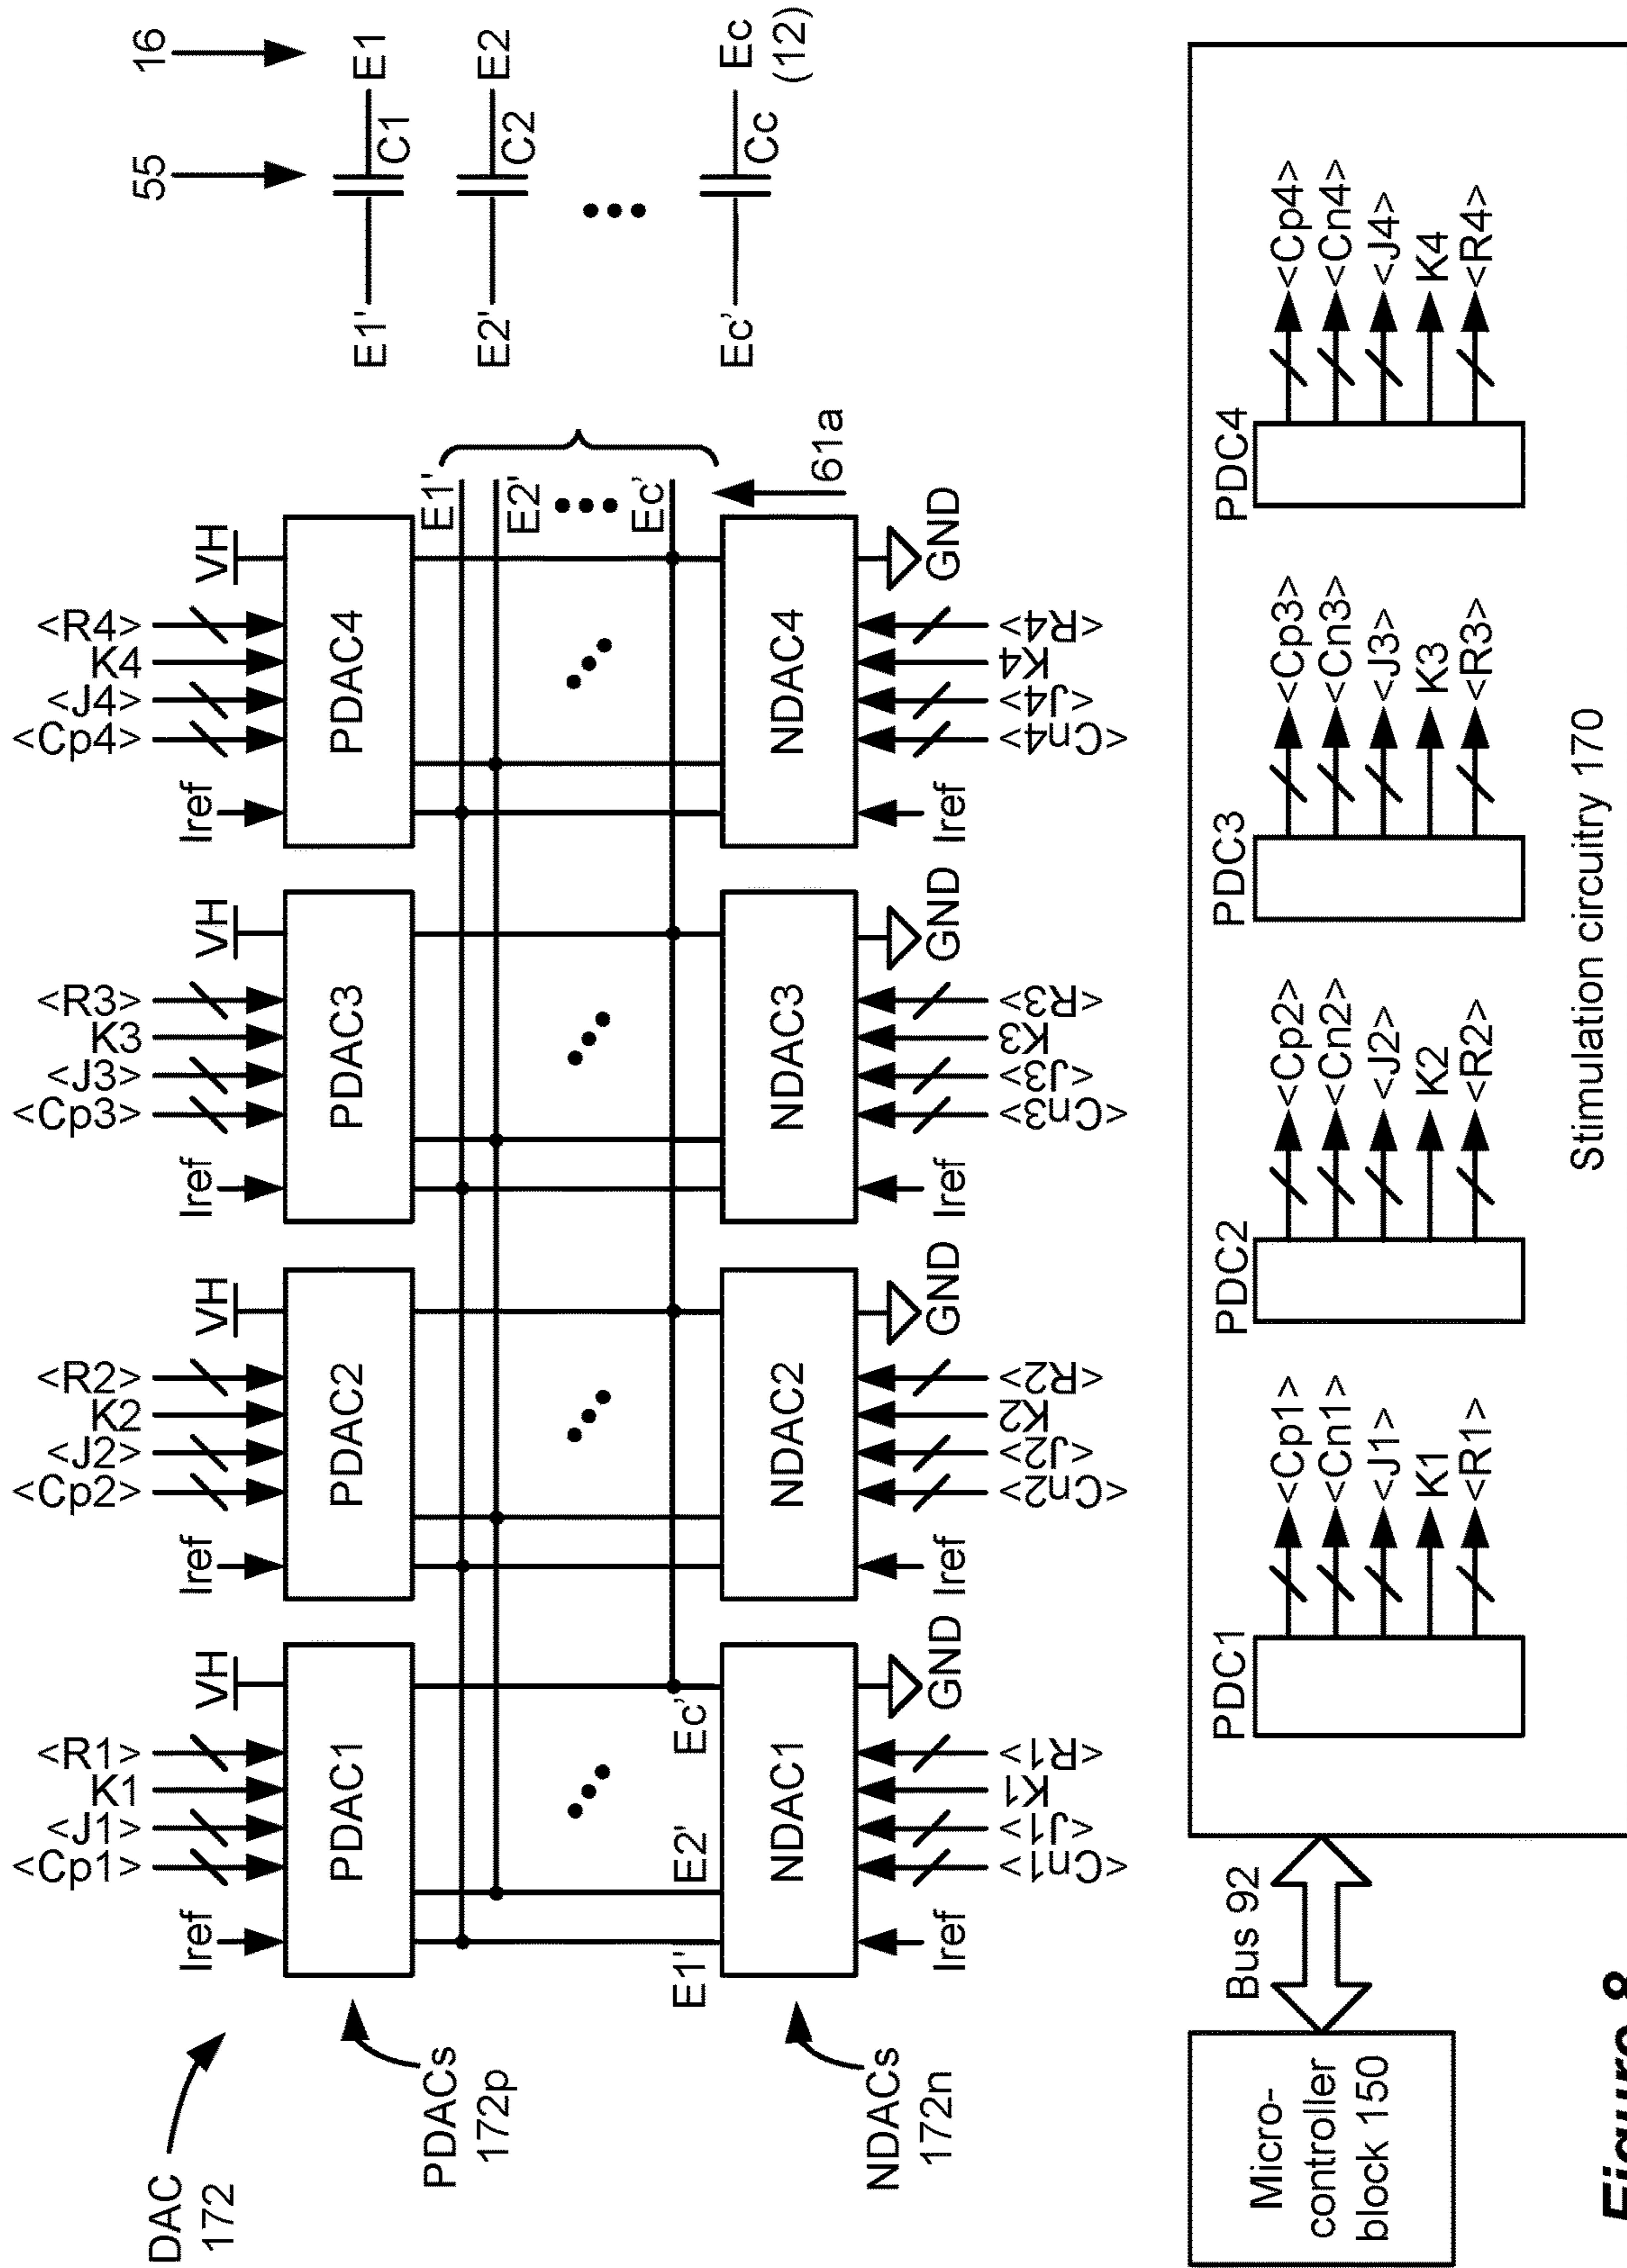 DAC
172
PDACs
172p
NDACs
172n
Iref <Cp1> <J1> K1 <R1> VH
Iref <Cp2> <J2> K2 <R2> VH
Iref <Cp3> <J3> K3 <R3> VH
Iref <Cp4> <J4> K4 <R4> VH
PDAC1 PDAC2 PDAC3 PDAC4
E1'
E2'
Ec'
E1' E2' Ec'
NDAC1 NDAC2 NDAC3 NDAC4
Iref <Cn1> <J1> K1 <R1> GND
Iref <Cn2> <J2> K2 <R2> GND
Iref <Cn3> <J3> K3 <R3> GND
Iref <Cn4> <J4> K4 <R4> GND
61a
55 16
E1' C1 E1
E2' C2 E2
Ec' Cc Ec
(12)
Micro-
controller
block 150
Bus 92
PDC1
<Cp1>
<Cn1>
<J1>
K1
<R1>
PDC2
<Cp2>
<Cn2>
<J2>
K2
<R2>
PDC3
<Cp3>
<Cn3>
<J3>
K3
<R3>
PDC4
<Cp4>
<Cn4>
<J4>
K4
<R4>
Stimulation circuitry 170
Figure 8